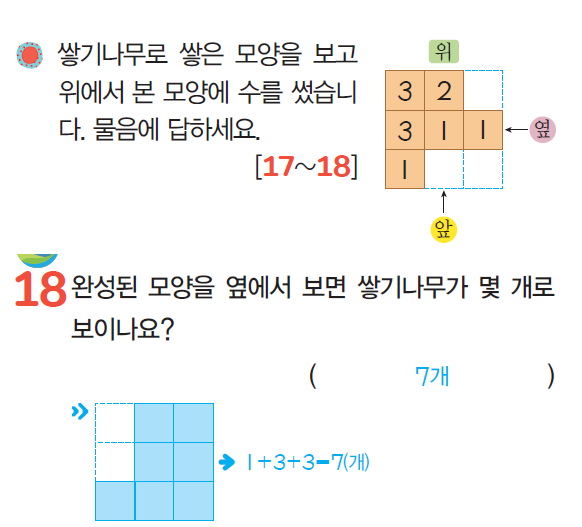 쌓기나무로 쌓은 모양을 보고
위에서 본 모양에 수를 썼습니
다. 물음에 답하세요.
[17~18]
위
3 2
3 1 1
옆
1
앞
18 완성된 모양을 옆에서 보면 쌓기나무가 몇 개로
보이나요?
( 7개 )
1+3+3=7(개)